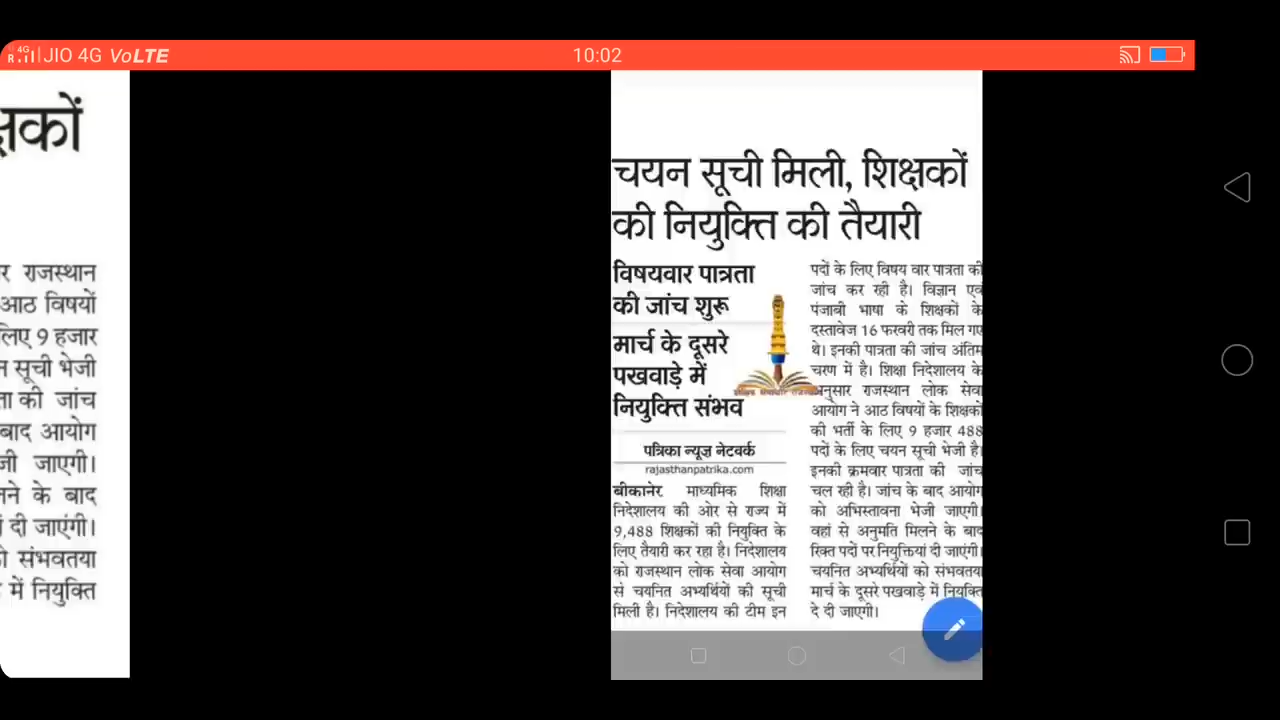 4G
R JIO 4G VoLTE
10:02
क्षकों
र राजस्थान
आठ विषयों
लिए 9 हजार
न सूची भेजी
ता की जांच
बाद आयोग
जी जाएगी।
लने के बाद
ां दी जाएंगी।
ो संभवतया
में नियुक्ति
चयन सूची मिली, शिक्षकों
की नियुक्ति की तैयारी
विषयवार पात्रता
की जांच शुरू
मार्च के दूसरे
पखवाड़े में
नियुक्ति संभव
पत्रिका न्यूज़ नेटवर्क
rajasthanpatrika.com
बीकानेर माध्यमिक शिक्षा
निदेशालय की ओर से राज्य में
9,488 शिक्षकों की नियुक्ति के
लिए तैयारी कर रहा है। निदेशालय
को राजस्थान लोक सेवा आयोग
से चयनित अभ्यर्थियों की सूची
मिली है। निदेशालय की टीम इन
पदों के लिए विषय वार पात्रता की
जांच कर रही है। विज्ञान एवं
पंजाबी भाषा के शिक्षकों के
दस्तावेज 16 फरवरी तक मिल गए
थे। इनकी पात्रता की जांच अंतिम
चरण में है। शिक्षा निदेशालय के
अनुसार राजस्थान लोक सेवा
आयोग ने आठ विषयों के शिक्षकों
की भर्ती के लिए 9 हजार 488
पदों के लिए चयन सूची भेजी है।
इनकी क्रमवार पात्रता की जांच
चल रही है। जांच के बाद आयोग
को अभिस्तावना भेजी जाएगी।
वहां से अनुमति मिलने के बाद
रिक्त पदों पर नियुक्तियां दी जाएंगी।
चयनित अभ्यर्थियों को संभवतया
मार्च के दूसरे पखवाड़े में नियुक्ति
दे दी जाएगी।